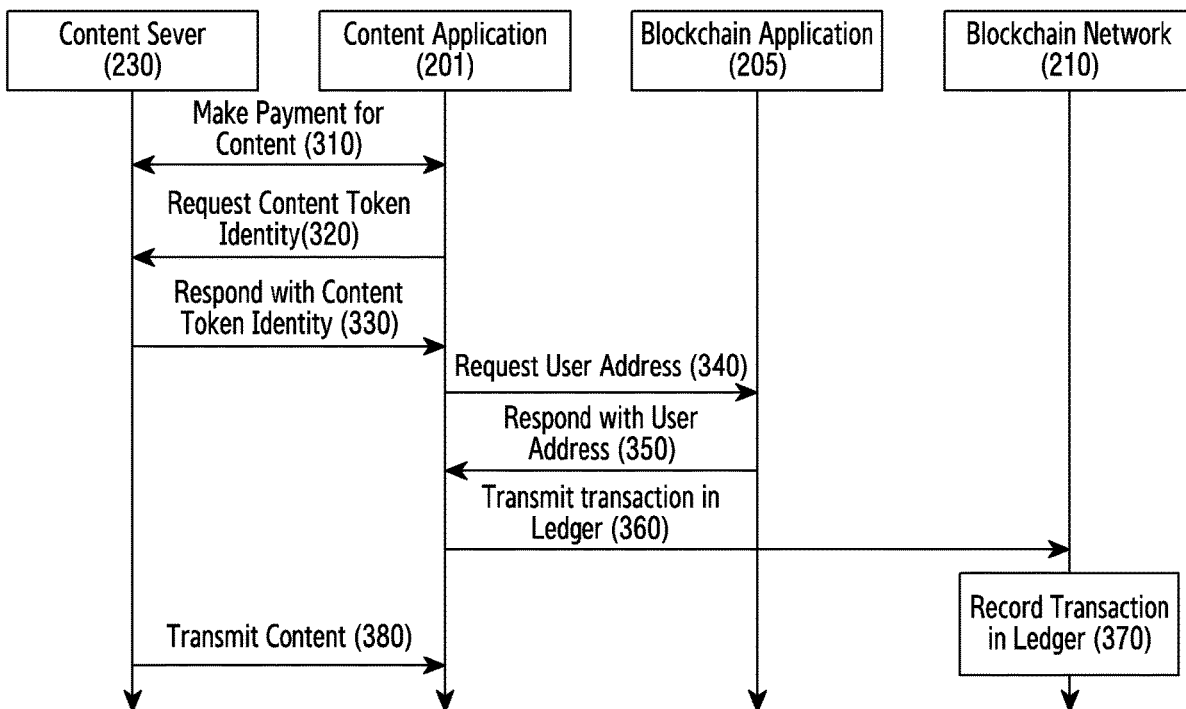 Content Sever
(230)
Content Application
(201)
Blockchain Application
(205)
Blockchain Network
(210)
Make Payment for
Content (310)
Request Content Token
Identity(320)
Respond with Content
Token Identity (330)
Request User Address (340)
Respond with User
Address (350)
Transmit transaction in
Ledger (360)
Record Transaction
in Ledger (370)
Transmit Content (380)